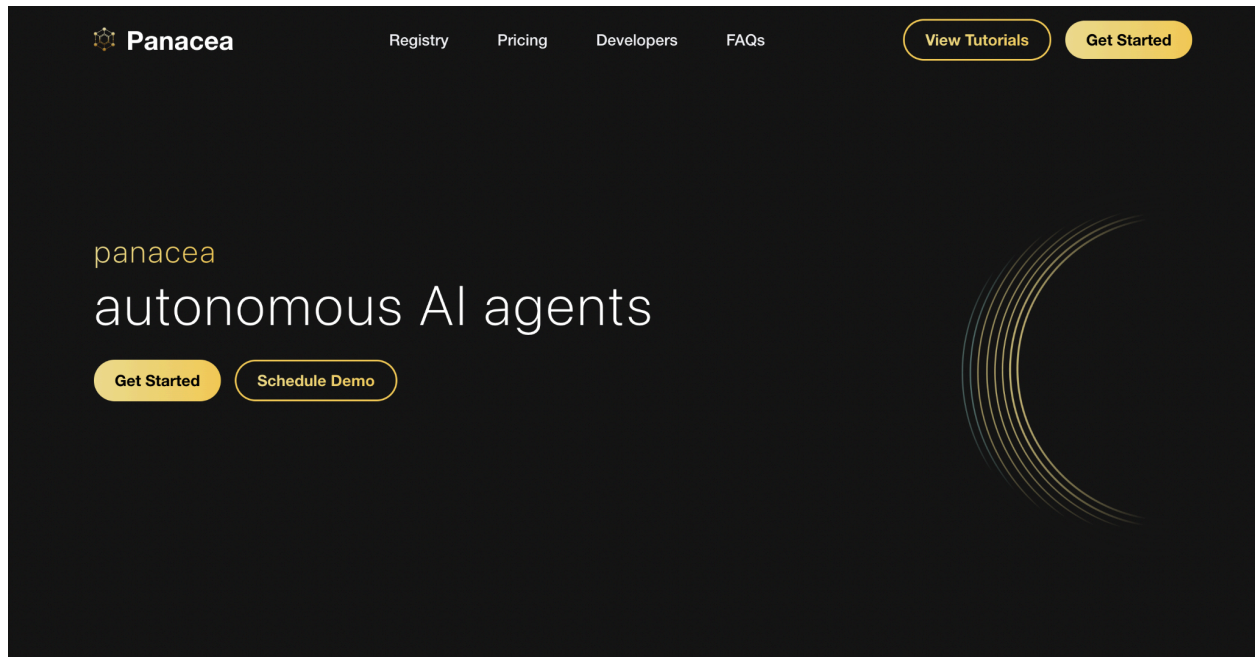 Panacea
Registry Pricing Developers FAQs
View Tutorials Get Started
panacea
autonomous AI agents
Get Started Schedule Demo